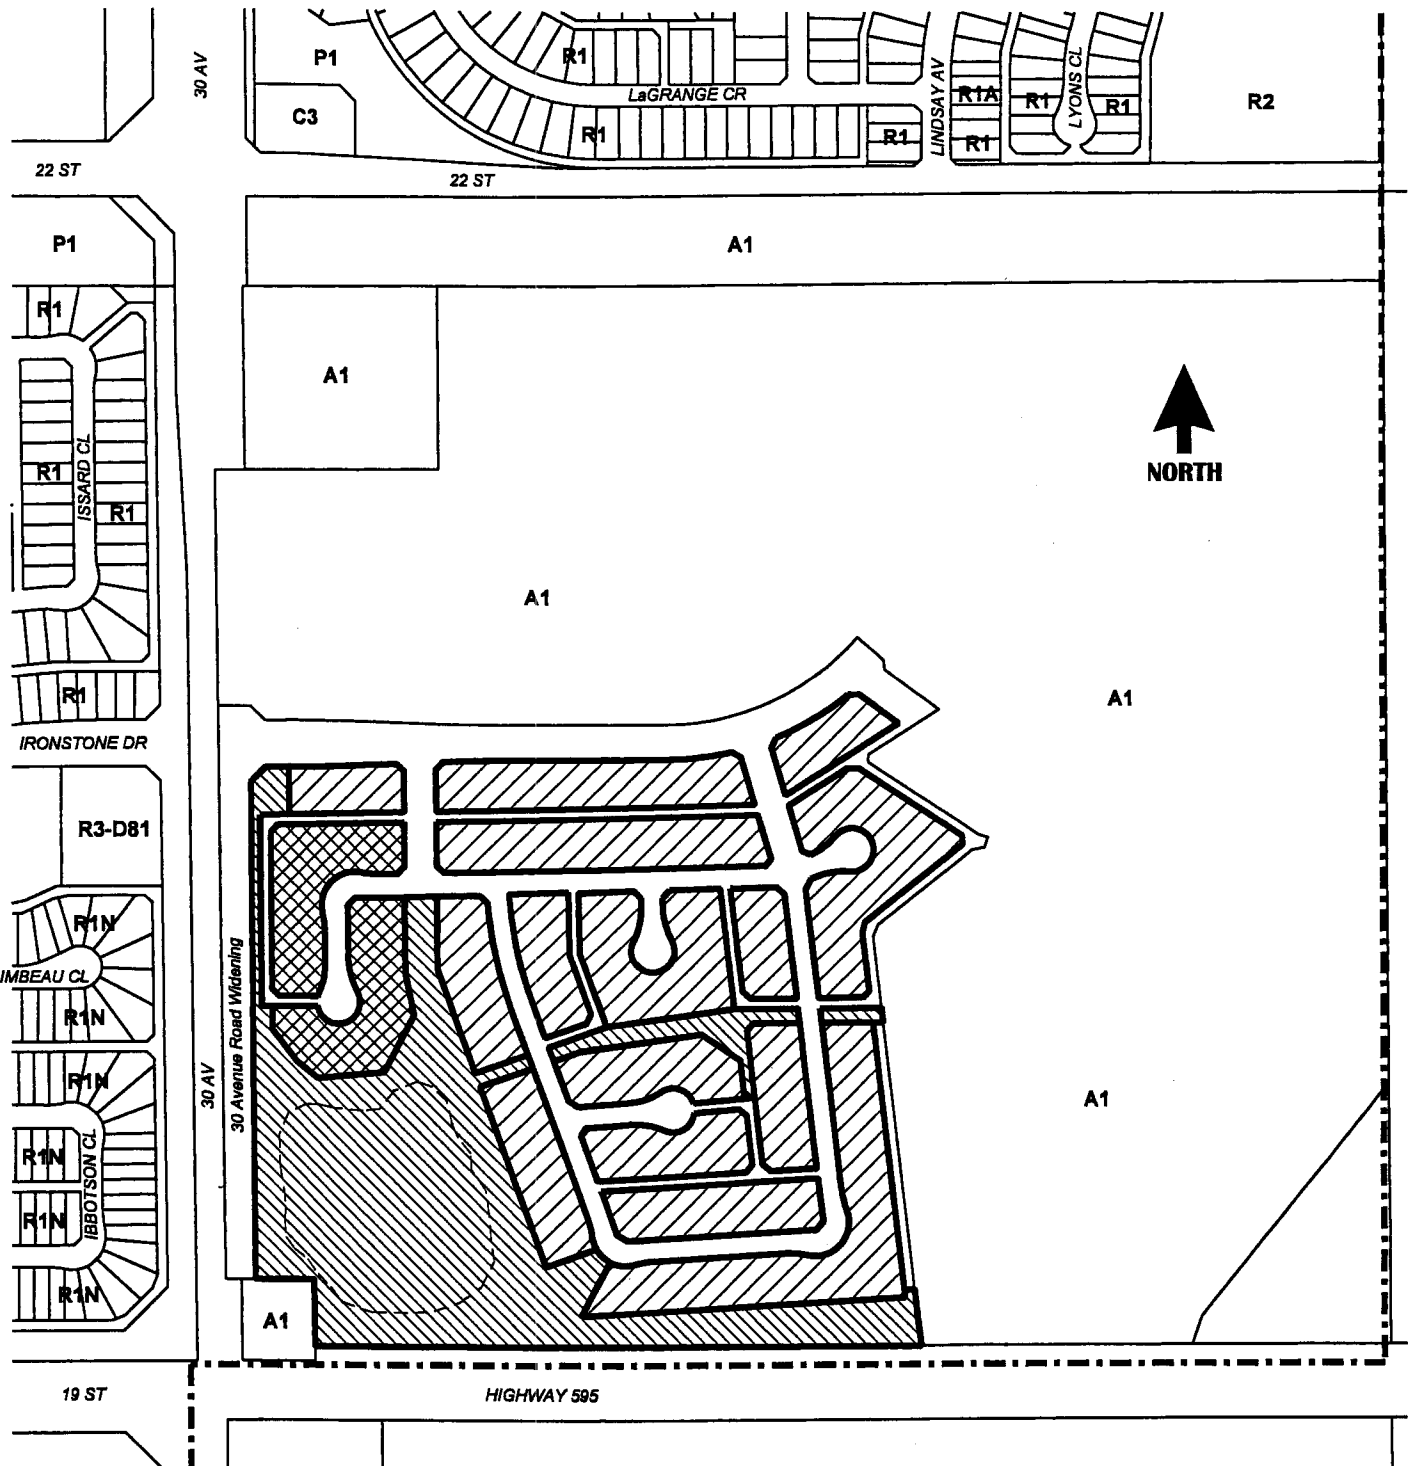 30 AV
P1
R1
LaGRANGE CR
LINDSAY AV
R1A
R1
LYONS CL
R1
R2
C3
R1
R1
R1
22 ST
22 ST
P1
A1
R1
A1
NORTH
R1
ISSARD CL
R1
A1
R1
A1
IRONSTONE DR
R3-D81
R1N
IMBEAU CL
30 Avenue Road Widening
R1N
R1N
30 AV
A1
R1N
IBBOTSON CL
R1N
R1N
A1
19 ST
HIGHWAY 595